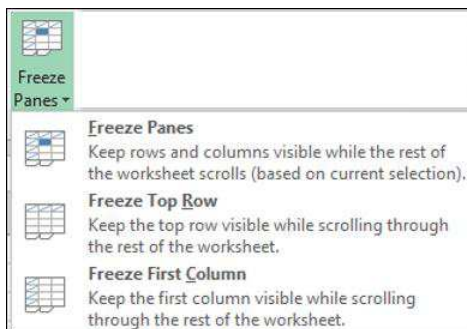 Freeze
Panes
Freeze Panes
Keep rows and columns visible while the rest of
the worksheet scrolls (based on current selection).
Freeze Top Row
Keep the top row visible while scrolling through
the rest of the worksheet.
Freeze First Column
Keep the first column visible while scrolling
through the rest of the worksheet.